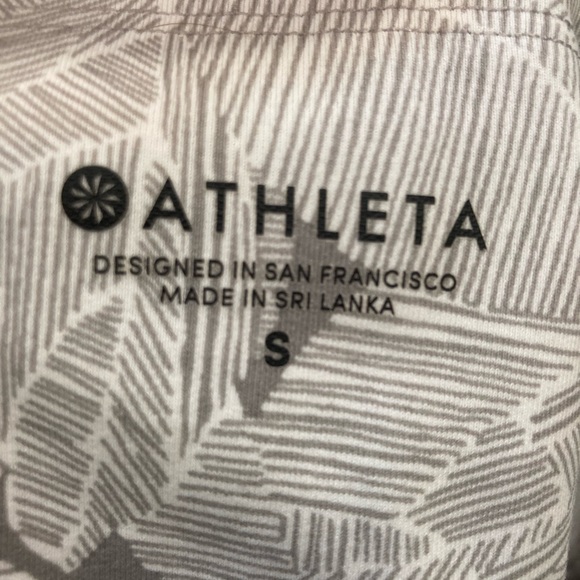 ATHLETA
DESIGNED IN SAN FRANCISCO
MADE IN SRI LANKA
S